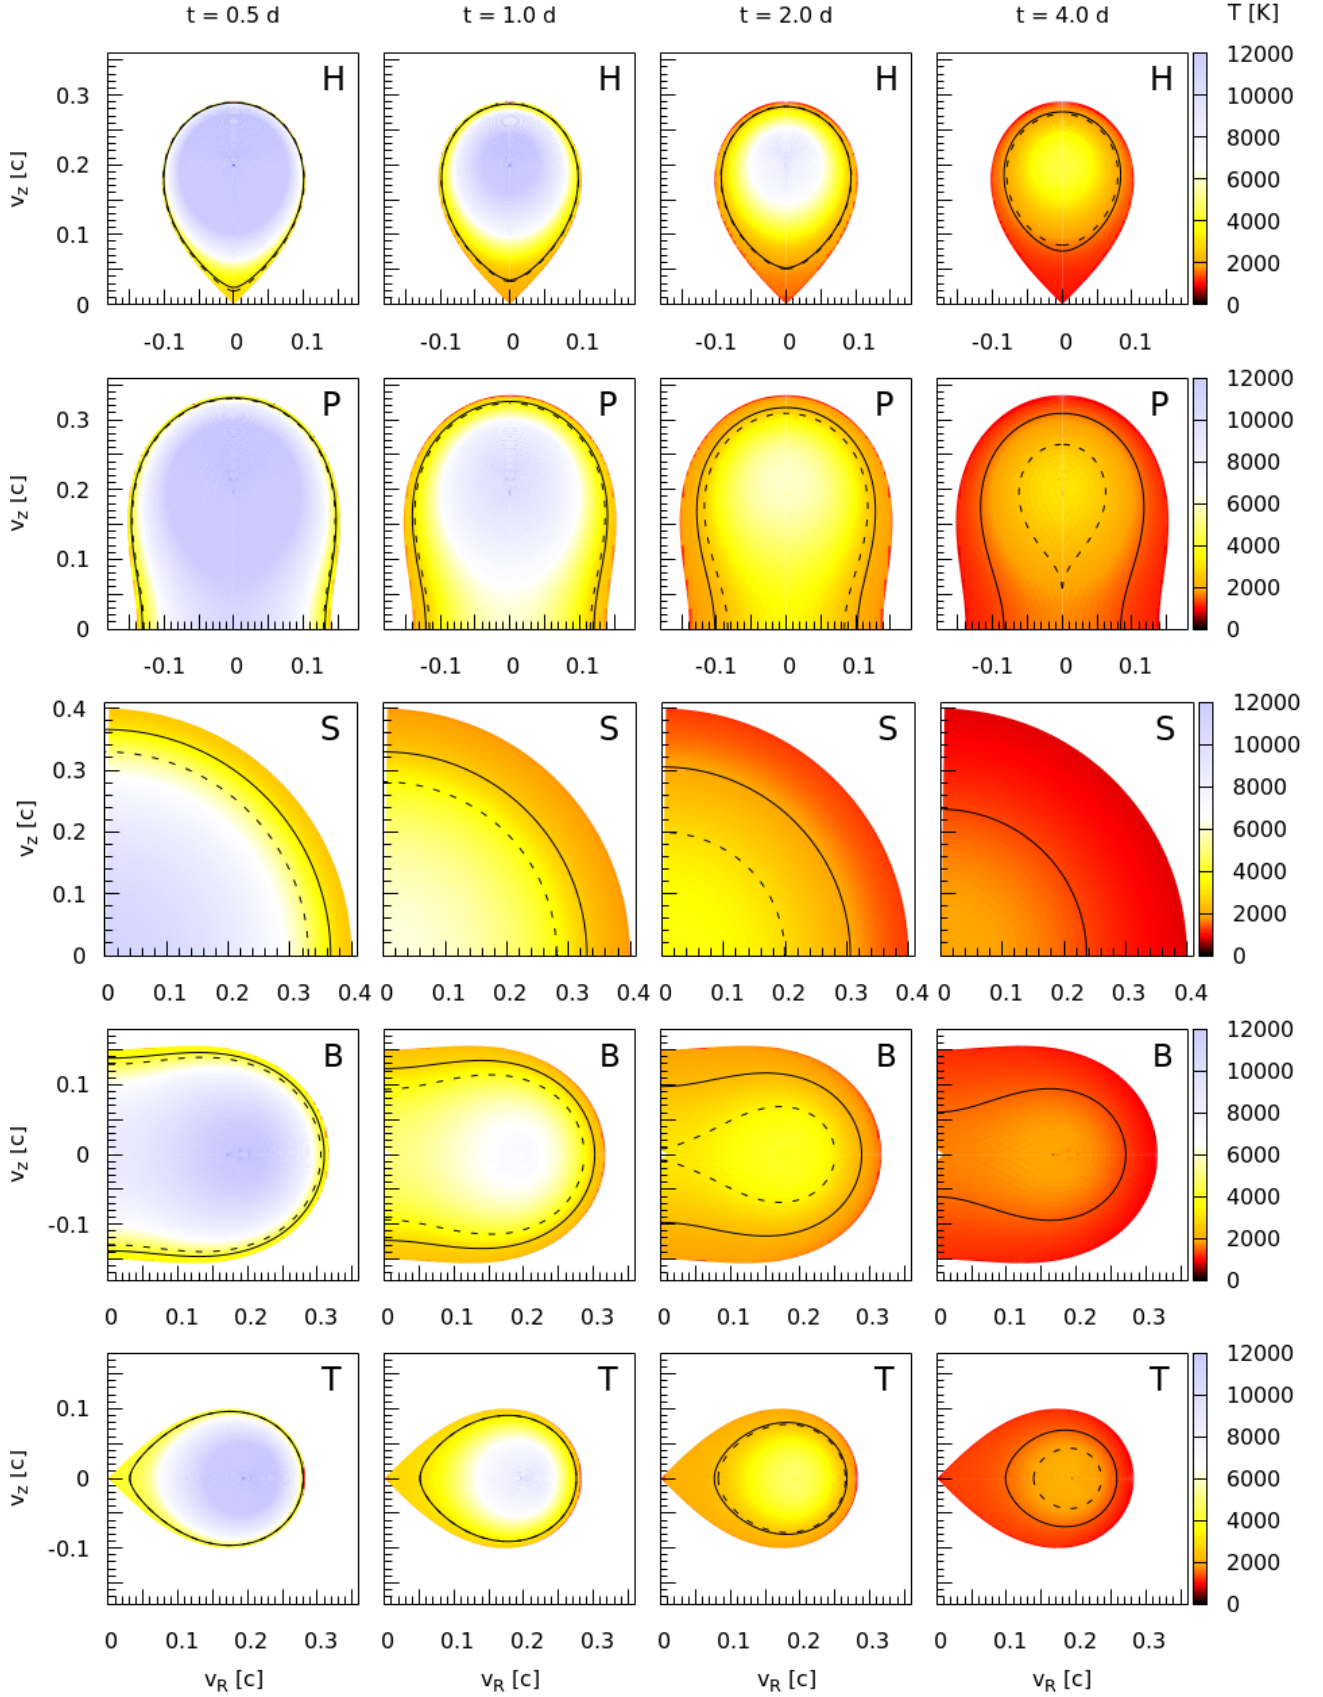 t = 0.5 d t = 1.0 d t = 2.0 d t = 4.0 d T [K]
H H H H
0.3 0.2 0.1 0
v_z [c]
12000 10000 8000 6000 4000 2000 0
-0.1 0 0.1 -0.1 0 0.1 -0.1 0 0.1 -0.1 0 0.1
P P P P
0.3 0.2 0.1 0
v_z [c]
12000 10000 8000 6000 4000 2000 0
-0.1 0 0.1 -0.1 0 0.1 -0.1 0 0.1 -0.1 0 0.1
S S S S
0.4 0.3 0.2 0.1 0
v_z [c]
12000 10000 8000 6000 4000 2000 0
0 0.1 0.2 0.3 0.4 0 0.1 0.2 0.3 0.4 0 0.1 0.2 0.3 0.4 0 0.1 0.2 0.3 0.4
B B B B
0.1 0 -0.1
v_z [c]
12000 10000 8000 6000 4000 2000 0
0 0.1 0.2 0.3 0 0.1 0.2 0.3 0 0.1 0.2 0.3 0 0.1 0.2 0.3
T T T T
0.1 0 -0.1
v_z [c]
12000 10000 8000 6000 4000 2000 0
0 0.1 0.2 0.3 0 0.1 0.2 0.3 0 0.1 0.2 0.3 0 0.1 0.2 0.3
v_R [c] v_R [c] v_R [c] v_R [c]